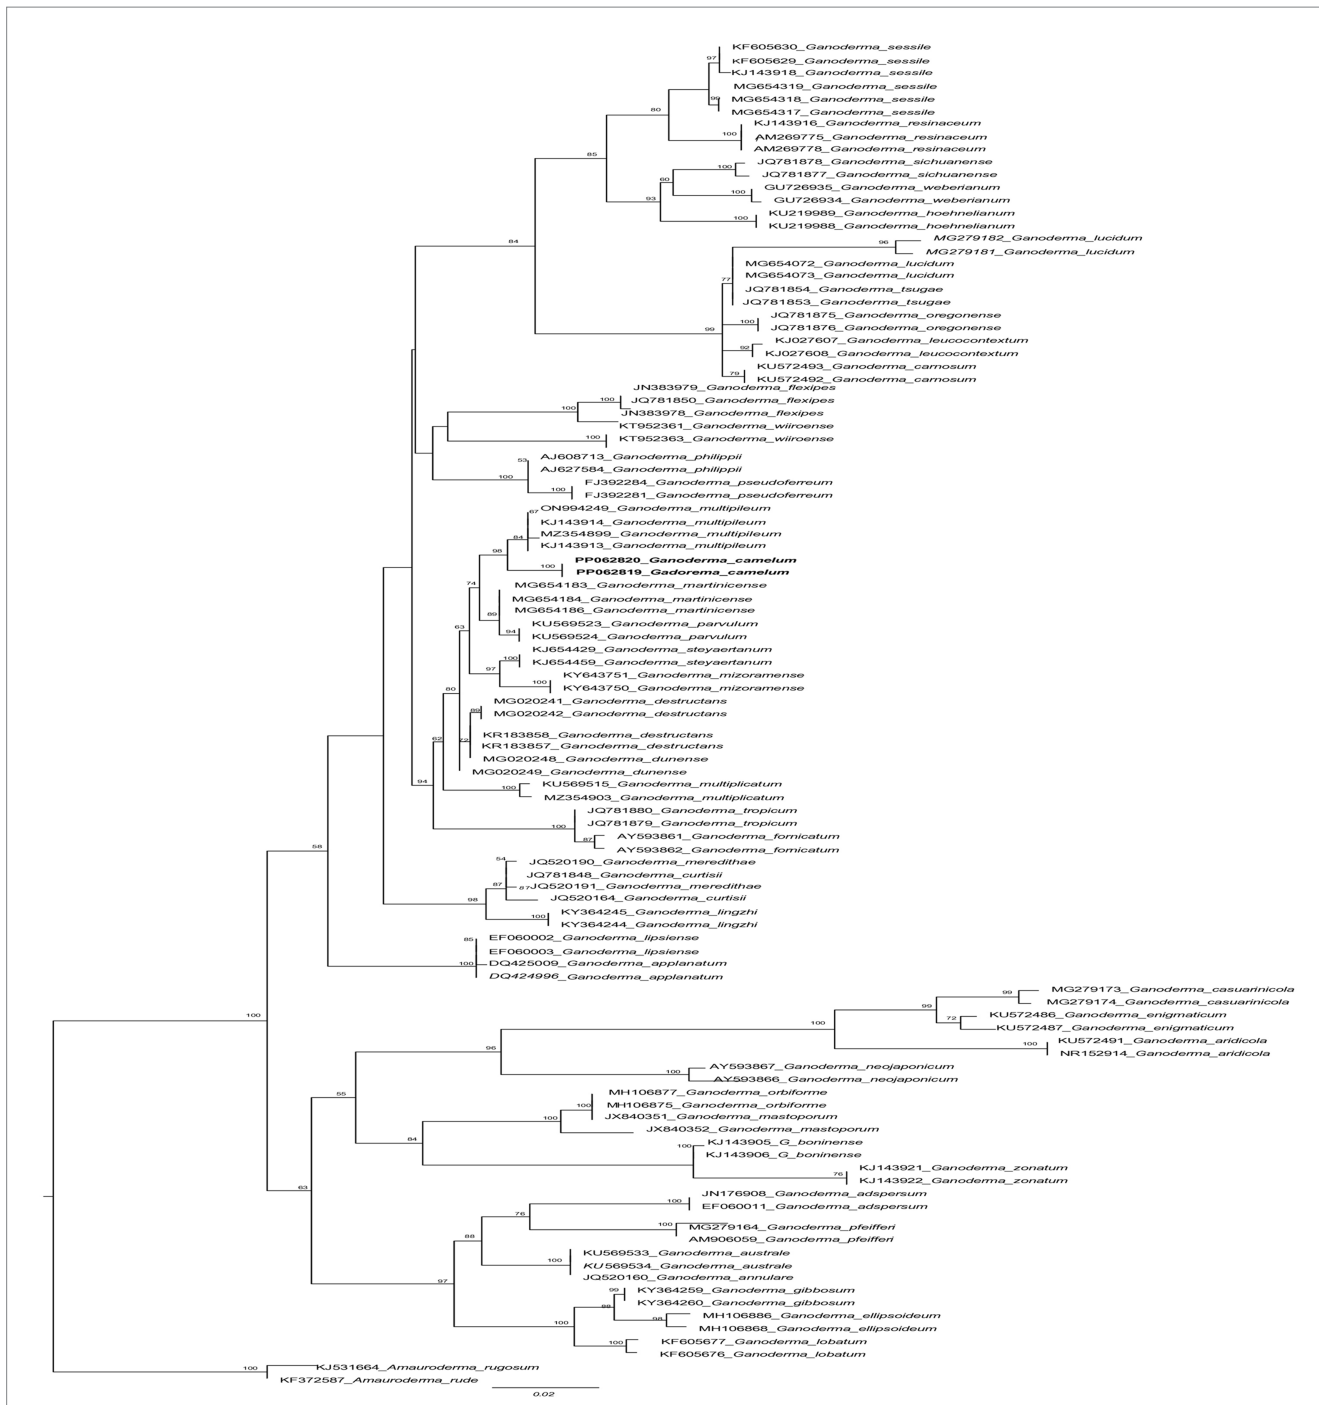 KF605630_Ganoderma_sessile
KF605629_Ganoderma_sessile
97
KJ143918_Ganoderma_sessile
MG654319_Ganoderma_sessile
99
MG654318_Ganoderma_sessile
MG654317_Ganoderma_sessile
80
KJ143916_Ganoderma_resinaceum
100
AM269775_Ganoderma_resinaceum
AM269778_Ganoderma_resinaceum
85
JQ781878_Ganoderma_sichuanense
100
JQ781877_Ganoderma_sichuanense
60
GU726935_Ganoderma_weberianum
100
GU726934_Ganoderma_weberianum
93
KU219989_Ganoderma_hoehnelianum
100
KU219988_Ganoderma_hoehnelianum
84
96
MG279182_Ganoderma_lucidum
MG279181_Ganoderma_lucidum
MG654072_Ganoderma_lucidum
77
MG654073_Ganoderma_lucidum
JQ781854_Ganoderma_tsugae
JQ781853_Ganoderma_tsugae
JQ781875_Ganoderma_oregonense
100
JQ781876_Ganoderma_oregonense
99
KJ027607_Ganoderma_leucocontextum
92
KJ027608_Ganoderma_leucocontextum
KU572493_Ganoderma_carnosum
79
KU572492_Ganoderma_carnosum
JN383979_Ganoderma_flexipes
100
JQ781850_Ganoderma_flexipes
100
JN383978_Ganoderma_flexipes
KT952361_Ganoderma_wiiroense
100
KT952363_Ganoderma_wiiroense
AJ608713_Ganoderma_philippii
53
AJ627584_Ganoderma_philippii
100
FJ392284_Ganoderma_pseudoferreum
100
FJ392281_Ganoderma_pseudoferreum
ON994249_Ganoderma_multipileum
67
KJ143914_Ganoderma_multipileum
84
MZ354899_Ganoderma_multipileum
KJ143913_Ganoderma_multipileum
98
PP062820_Ganoderma_camelum
100
PP062819_Gadorema_camelum
74
MG654183_Ganoderma_martinicense
MG654184_Ganoderma_martinicense
MG654186_Ganoderma_martinicense
89
KU569523_Ganoderma_parvulum
94
KU569524_Ganoderma_parvulum
63
KJ654429_Ganoderma_steyaertanum
100
KJ654459_Ganoderma_steyaertanum
97
KY643751_Ganoderma_mizoramense
100
KY643750_Ganoderma_mizoramense
80
MG020241_Ganoderma_destructans
89
MG020242_Ganoderma_destructans
KR183858_Ganoderma_destructans
62
KR183857_Ganoderma_destructans
MG020248_Ganoderma_dunense
MG020249_Ganoderma_dunense
94
KU569515_Ganoderma_multiplicatum
100
MZ354903_Ganoderma_multiplicatum
JQ781880_Ganoderma_tropicum
JQ781879_Ganoderma_tropicum
100
AY593861_Ganoderma_fornicatum
87
AY593862_Ganoderma_fornicatum
58
54
JQ520190_Ganoderma_meredithae
JQ781848_Ganoderma_curtisii
87
87
JQ520191_Ganoderma_meredithae
JQ520164_Ganoderma_curtisii
98
KY364245_Ganoderma_lingzhi
100
KY364244_Ganoderma_lingzhi
85
EF060002_Ganoderma_lipsiense
EF060003_Ganoderma_lipsiense
100
DQ425009_Ganoderma_applanatum
DQ424996_Ganoderma_applanatum
99
MG279173_Ganoderma_casuarinicola
MG279174_Ganoderma_casuarinicola
99
KU572486_Ganoderma_enigmaticum
72
KU572487_Ganoderma_enigmaticum
100
100
KU572491_Ganoderma_aridicola
100
NR152914_Ganoderma_aridicola
96
AY593867_Ganoderma_neojaponicum
100
AY593866_Ganoderma_neojaponicum
MH106877_Ganoderma_orbiforme
55
100
MH106875_Ganoderma_orbiforme
JX840351_Ganoderma_mastoporum
100
JX840352_Ganoderma_mastoporum
84
KJ143905_G_boninense
100
KJ143906_G_boninense
KJ143921_Ganoderma_zonatum
76
KJ143922_Ganoderma_zonatum
63
JN176908_Ganoderma_adspersum
100
EF060011_Ganoderma_adspersum
76
MG279164_Ganoderma_pfeifferi
100
AM906059_Ganoderma_pfeifferi
88
KU569533_Ganoderma_australe
100
KU569534_Ganoderma_australe
JQ520160_Ganoderma_annulare
97
KY364259_Ganoderma_gibbosum
99
KY364260_Ganoderma_gibbosum
MH106886_Ganoderma_ellipsoideum
98
MH106868_Ganoderma_ellipsoideum
100
KF605677_Ganoderma_lobatum
100
KF605676_Ganoderma_lobatum
KJ531664_Amauroderma_rugosum
100
KF372587_Amauroderma_rude
0.02